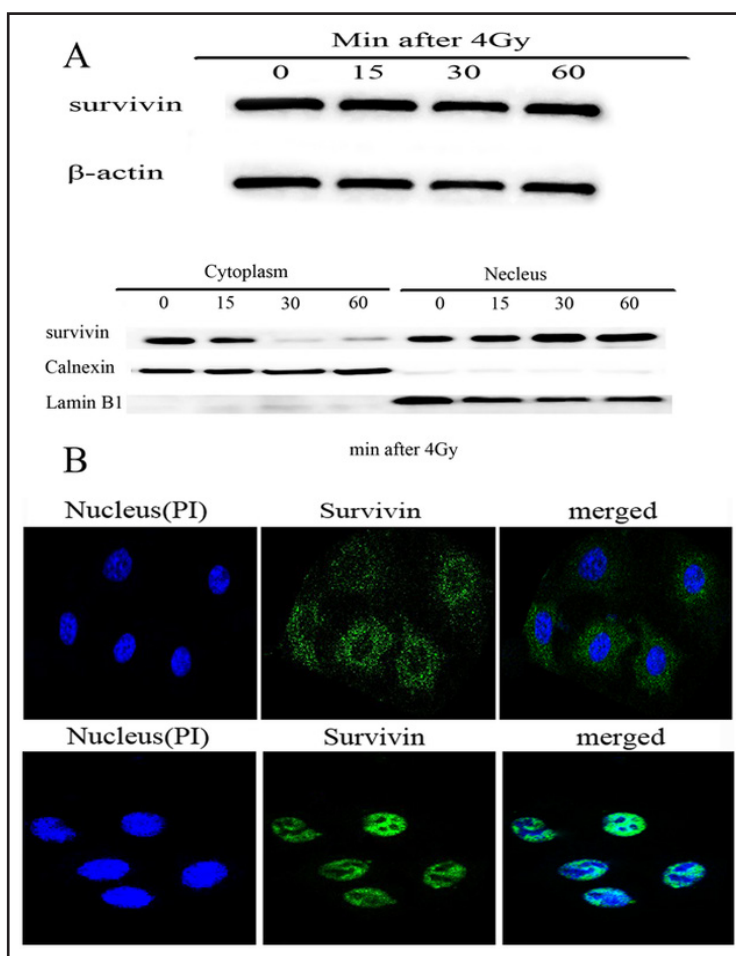 A
Min after 4Gy
0 15 30 60
survivin
β-actin
Cytoplasm Necleus
0 15 30 60 0 15 30 60
survivin
Calnexin
Lamin B1
min after 4Gy
B
Nucleus(PI) Survivin merged
Nucleus(PI) Survivin merged